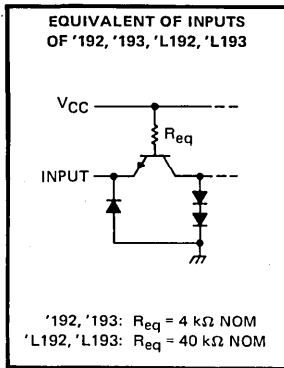 EQUIVALENT OF INPUTS
OF '192, '193, 'L192, 'L193
VCC
Req
INPUT
'192, '193: Req = 4 kΩ NOM
'L192, 'L193: Req = 40 kΩ NOM